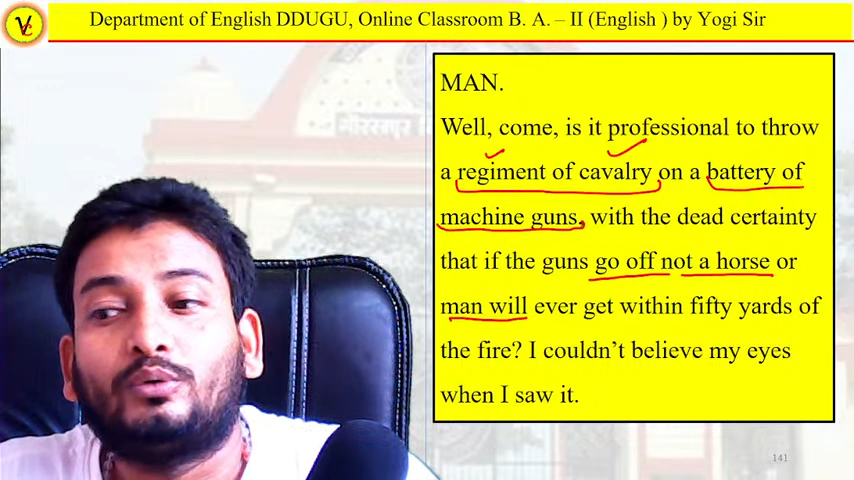 Department of English DDUGU, Online Classroom B. A. – II (English ) by Yogi Sir
MAN.
Well, come, is it professional to throw
a regiment of cavalry on a battery of
machine guns, with the dead certainty
that if the guns go off not a horse or
man will ever get within fifty yards of
the fire? I couldn’t believe my eyes
when I saw it.
141